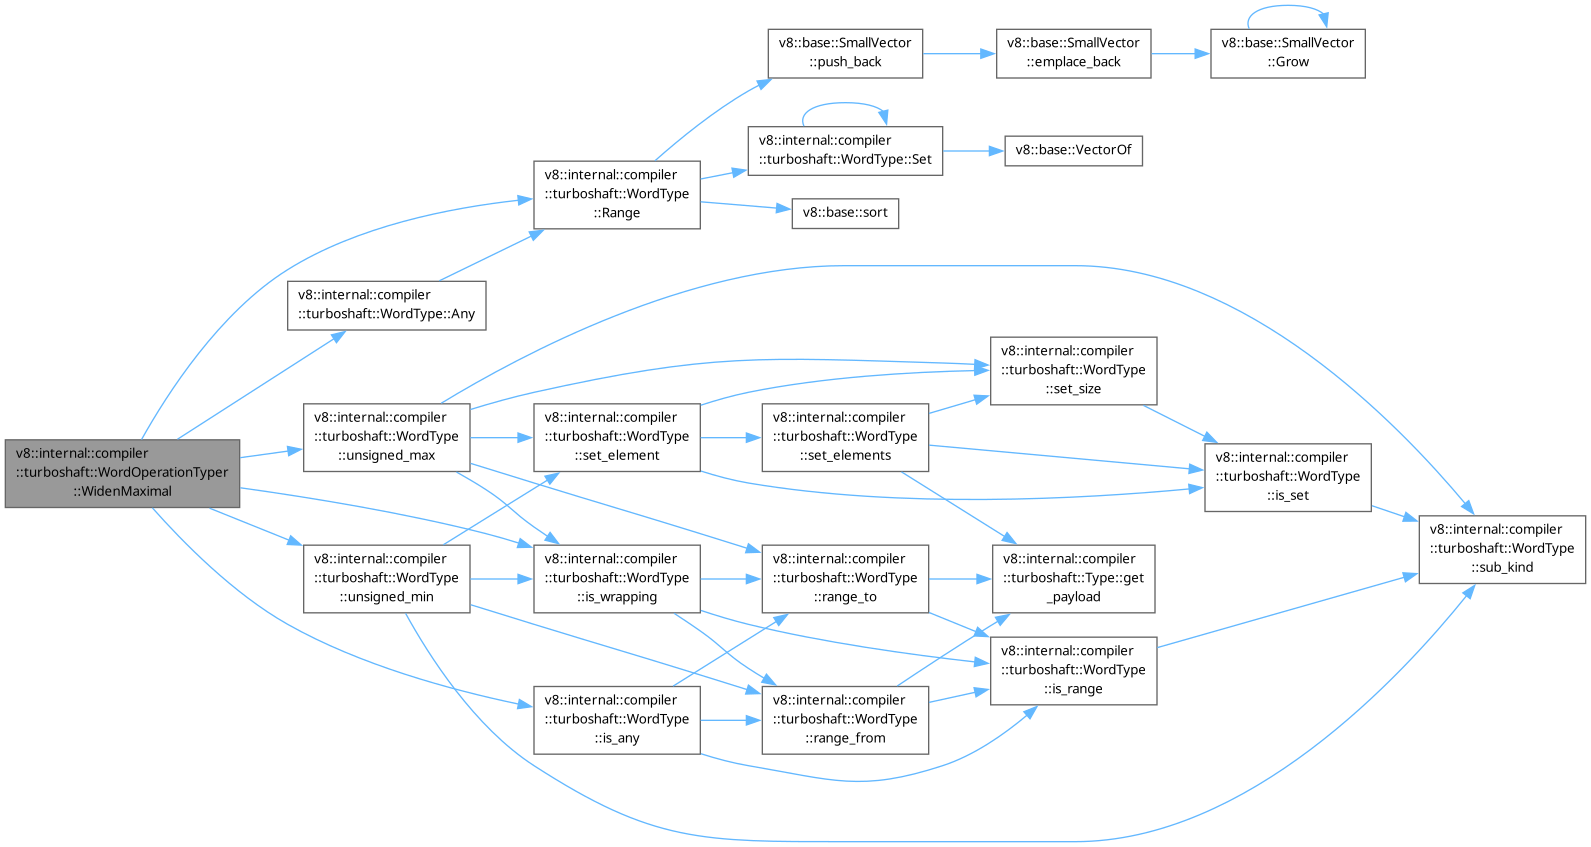 v8::base::SmallVector
::push_back
v8::base::SmallVector
::emplace_back
v8::base::SmallVector
::Grow
v8::internal::compiler
::turboshaft::WordType::Set
v8::base::VectorOf
v8::internal::compiler
::turboshaft::WordType
::Range
v8::base::sort
v8::internal::compiler
::turboshaft::WordType::Any
v8::internal::compiler
::turboshaft::WordType
::set_size
v8::internal::compiler
::turboshaft::WordType
::unsigned_max
v8::internal::compiler
::turboshaft::WordType
::set_element
v8::internal::compiler
::turboshaft::WordType
::set_elements
v8::internal::compiler
::turboshaft::WordOperationTyper
::WidenMaximal
v8::internal::compiler
::turboshaft::WordType
::is_set
v8::internal::compiler
::turboshaft::WordType
::sub_kind
v8::internal::compiler
::turboshaft::WordType
::unsigned_min
v8::internal::compiler
::turboshaft::WordType
::is_wrapping
v8::internal::compiler
::turboshaft::WordType
::range_to
v8::internal::compiler
::turboshaft::Type::get
_payload
v8::internal::compiler
::turboshaft::WordType
::is_range
v8::internal::compiler
::turboshaft::WordType
::is_any
v8::internal::compiler
::turboshaft::WordType
::range_from